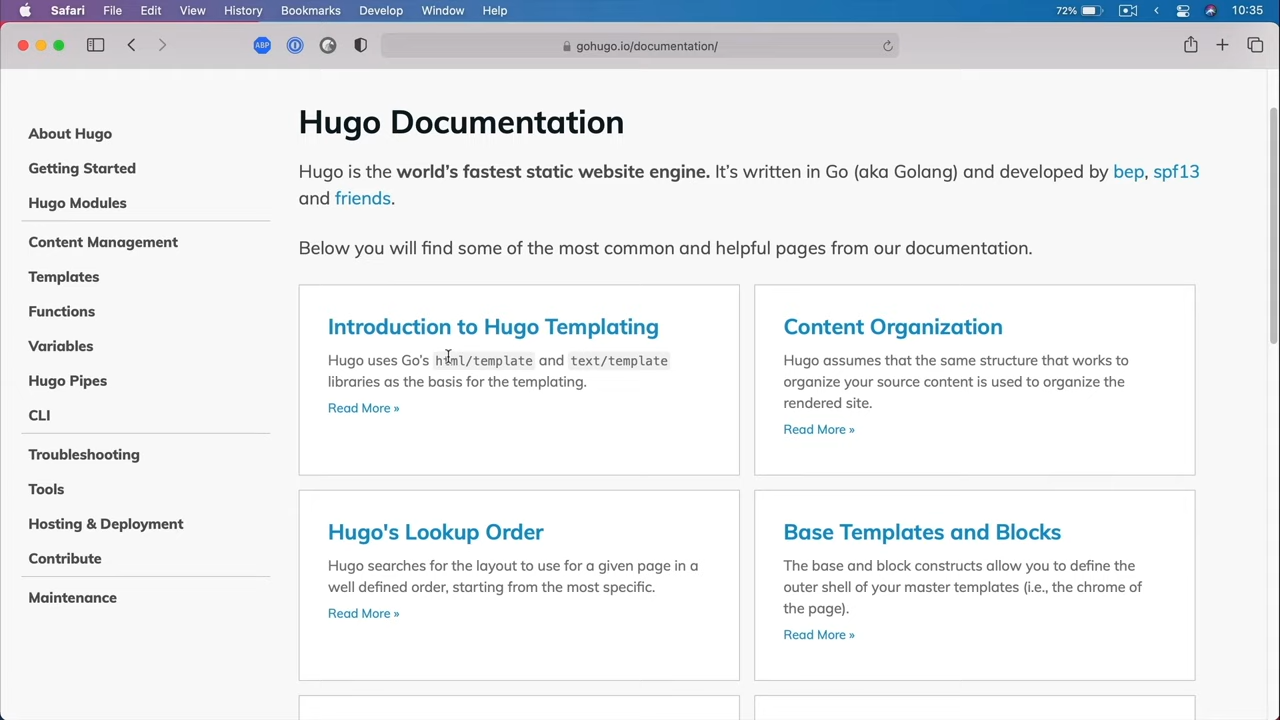 Safari File Edit View History Bookmarks Develop Window Help 72% 10:35
ABP gohugo.io/documentation/
Hugo Documentation
About Hugo
Getting Started
Hugo Modules
Content Management
Templates
Functions
Variables
Hugo Pipes
CLI
Troubleshooting
Tools
Hosting & Deployment
Contribute
Maintenance
Hugo is the world's fastest static website engine. It's written in Go (aka Golang) and developed by bep, spf13
and friends.
Below you will find some of the most common and helpful pages from our documentation.
Introduction to Hugo Templating
Hugo uses Go's html/template and text/template
libraries as the basis for the templating.
Read More »
Content Organization
Hugo assumes that the same structure that works to
organize your source content is used to organize the
rendered site.
Read More »
Hugo's Lookup Order
Hugo searches for the layout to use for a given page in a
well defined order, starting from the most specific.
Read More »
Base Templates and Blocks
The base and block constructs allow you to define the
outer shell of your master templates (i.e., the chrome of
the page).
Read More »